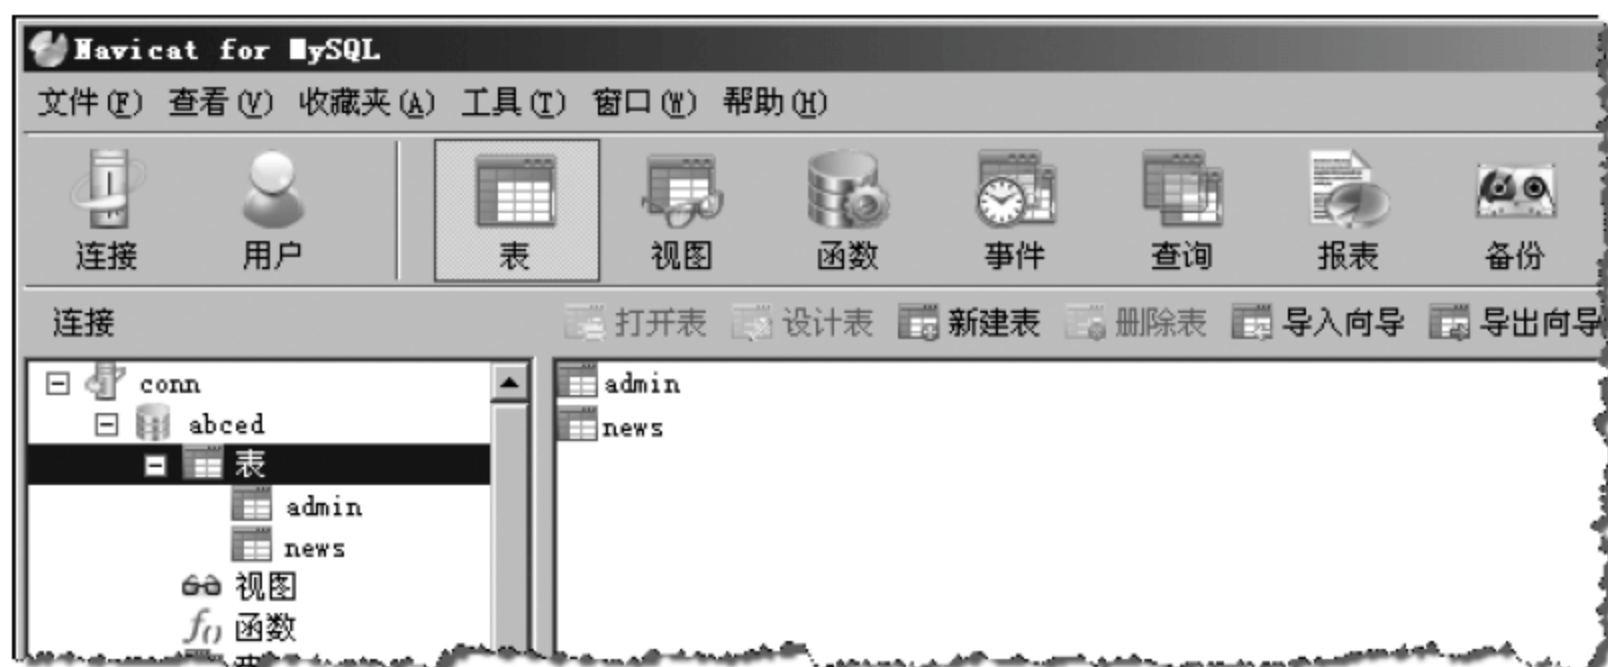 Navicat for MySQL
文件(F) 查看(V) 收藏夹(A) 工具(T) 窗口(W) 帮助(H)
连接 用户 表 视图 函数 事件 查询 报表 备份
连接 打开表 设计表 新建表 删除表 导入向导 导出向导
conn
abced
表
admin
news
视图
f() 函数
admin
news